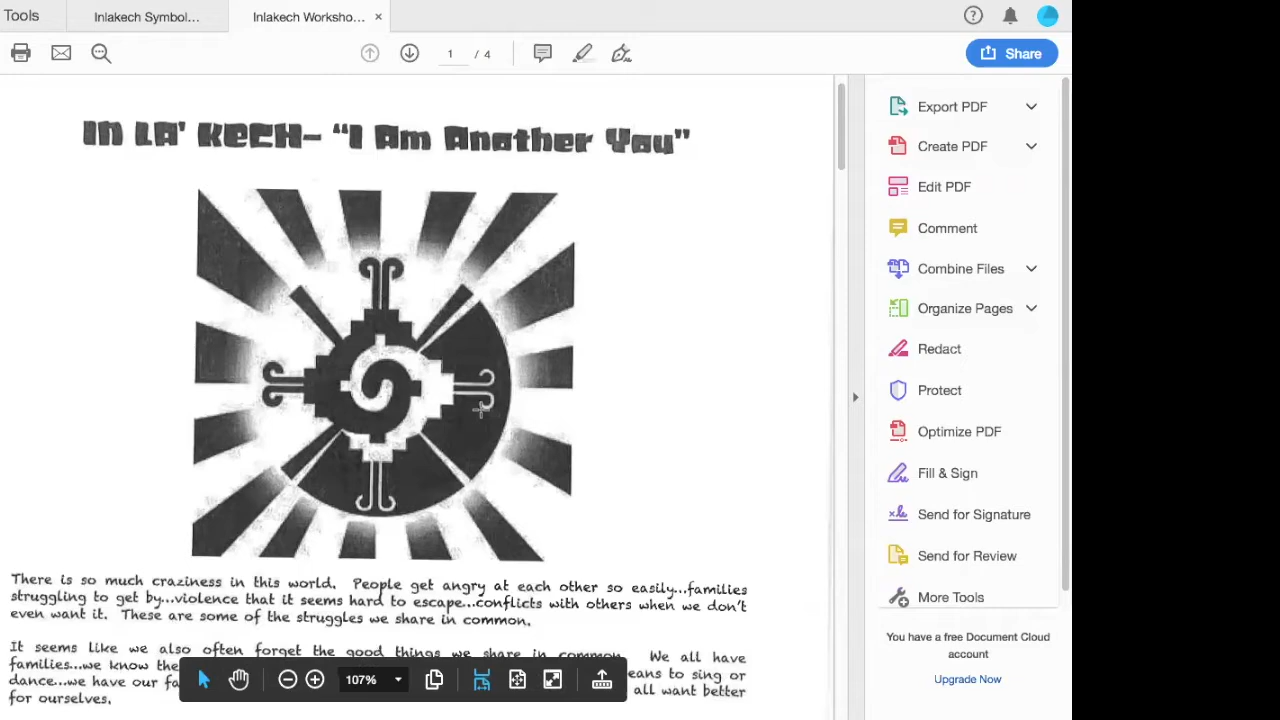 Tools
Inlakech Symbol...
Inlakech Worksho... ×
1 / 4
Share
In La' Kech– "I Am Another You"
There is so much craziness in this world. People get angry at each other so easily...families
struggling to get by...violence that it seems hard to escape...conflicts with others when we don't
even want it. These are some of the struggles we share in common.
It seems like we also often forget the good things we share in common. We all have
families...we know the eans to sing or
dance...we have our fa all want better
for ourselves.
107%
Export PDF
Create PDF
Edit PDF
Comment
Combine Files
Organize Pages
Redact
Protect
Optimize PDF
Fill & Sign
Send for Signature
Send for Review
More Tools
You have a free Document Cloud
account
Upgrade Now